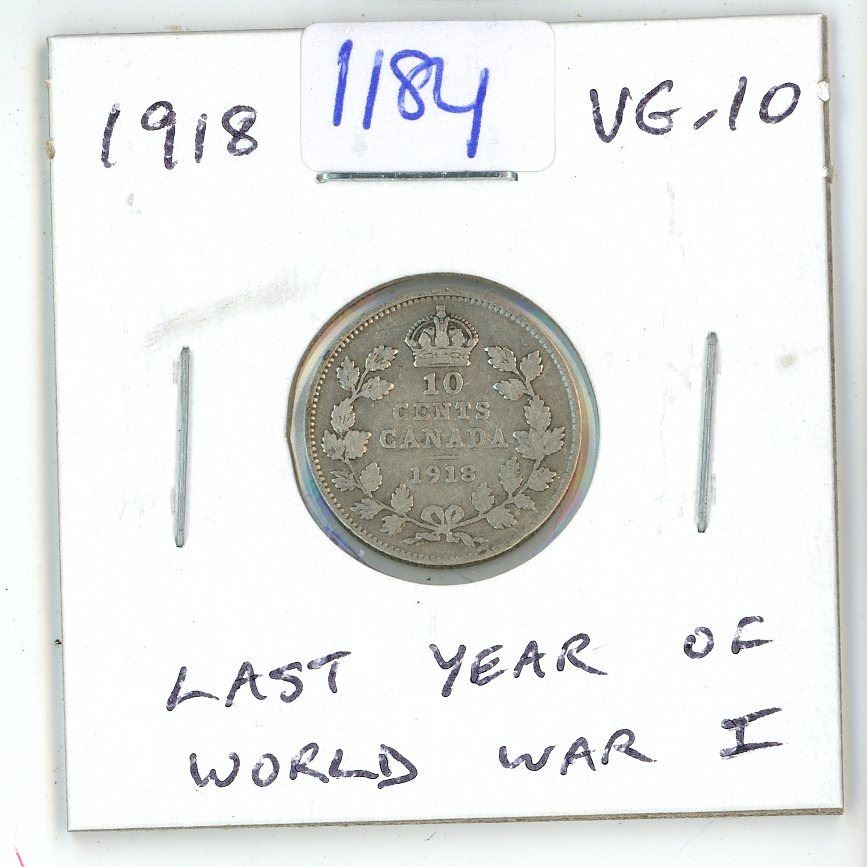 1184
1918 VG-10
10
CENTS
CANADA
1918
LAST YEAR OF
WORLD WAR I